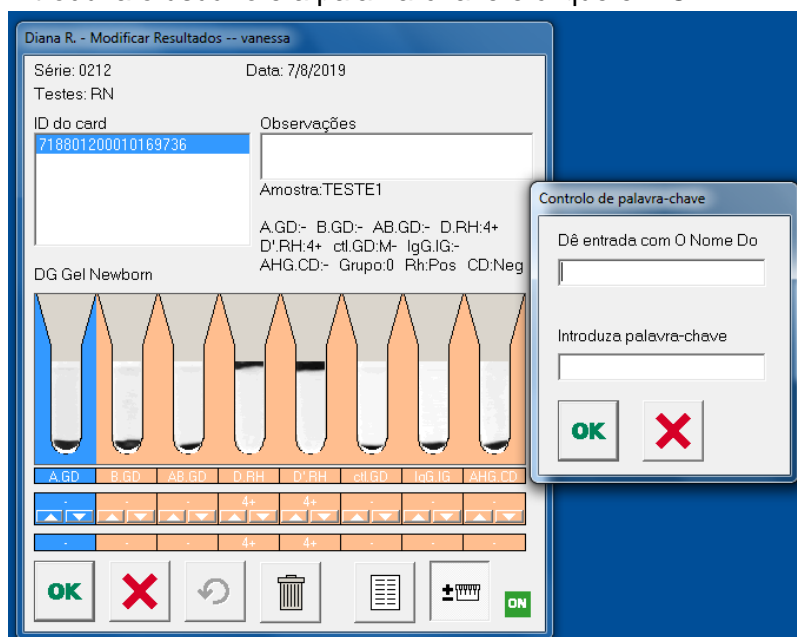 Diana R. - Modificar Resultados -- vanessa
Série: 0212 Data: 7/8/2019
Testes: RN
ID do card Observações
718801200010169736
Amostra:TESTE1
A.GD:- B.GD:- AB.GD:- D.RH:4+
D'.RH:4+ ctl.GD:M- IgG.IG:-
AHG.CD:- Grupo:0 Rh:Pos CD:Neg
DG Gel Newborn
A.GD B.GD AB.GD D.RH D'.RH ctl.GD IgG.IG AHG.CD
- - - 4+ 4+ - - -
- - - 4+ 4+ - - -
OK
ON
Controlo de palavra-chave
Dê entrada com O Nome Do
Introduza palavra-chave
OK